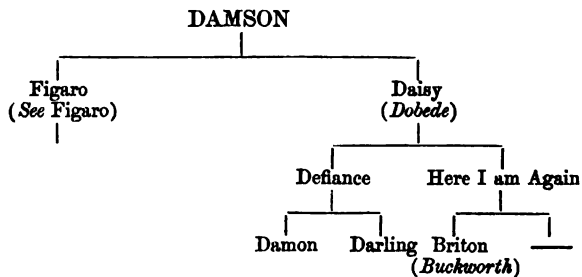 DAMSON
Figaro Daisy
(See Figaro) (Dobede)
Defiance Here I am Again
Damon Darling Briton
(Buckworth)